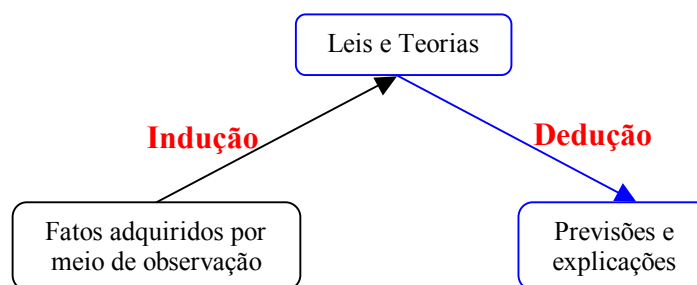 Leis e Teorias
Indução
Dedução
Fatos adquiridos por
meio de observação
Previsões e
explicações